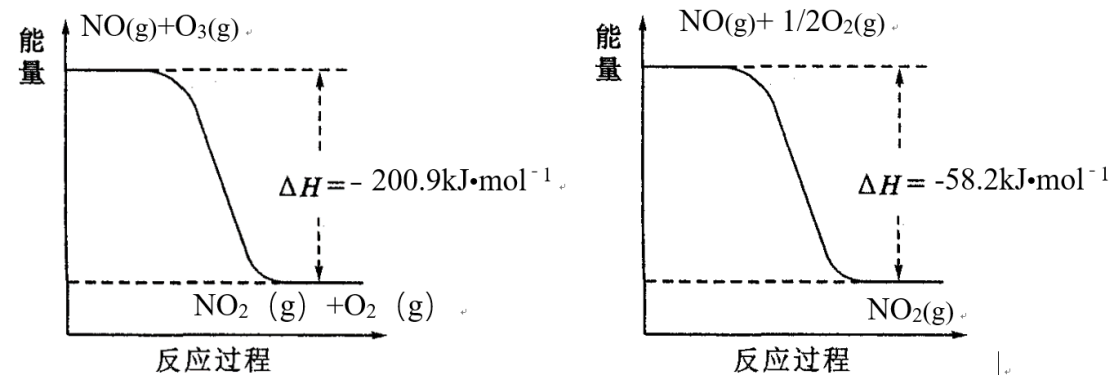 能量
NO(g)+O₃(g)
ΔH=- 200.9kJ•mol⁻¹
NO₂（g）+O₂（g）
反应过程
能量
NO(g)+ 1/2O₂(g)
ΔH= -58.2kJ•mol⁻¹
NO₂(g)
反应过程